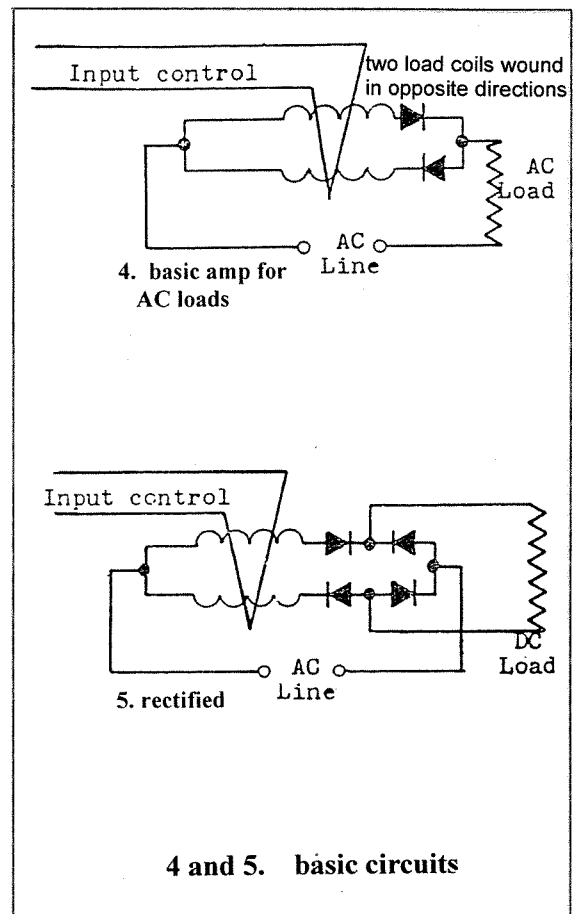 Input control
two load coils wound
in opposite directions
AC
Load
AC
Line
4. basic amp for
AC loads
Input control
DC
Load
AC
Line
5. rectified
4 and 5. basic circuits